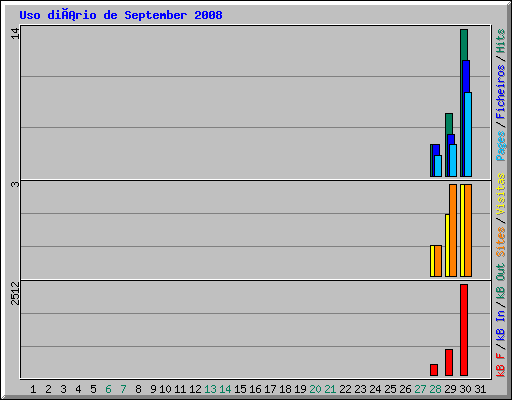 Uso diÃ¡rio de September 2008
14
3
2512
Pages / Ficheiros / Hits
kB F / kB In / kB Out Sites / Visitas
1 2 3 4 5 6 7 8 9 10 11 12 13 14 15 16 17 18 19 20 21 22 23 24 25 26 27 28 29 30 31